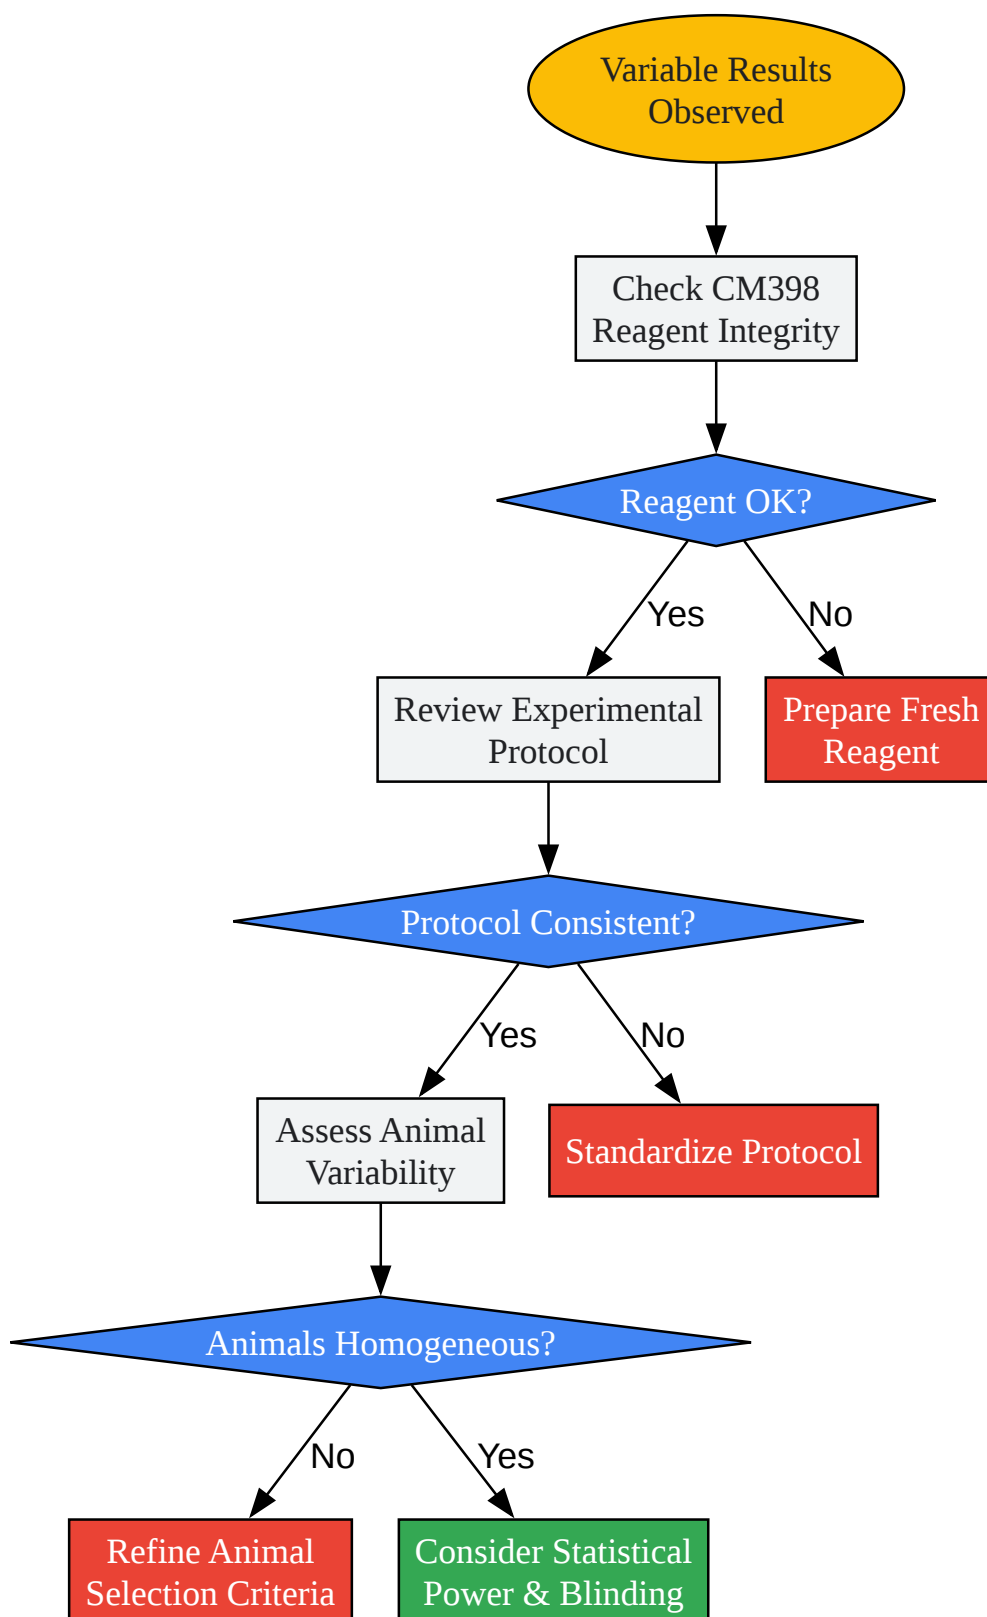 Variable Results
Observed
Check CM398
Reagent Integrity
Reagent OK?
Yes
No
Review Experimental
Protocol
Prepare Fresh
Reagent
Protocol Consistent?
Yes
No
Assess Animal
Variability
Standardize Protocol
Animals Homogeneous?
No
Yes
Refine Animal
Selection Criteria
Consider Statistical
Power & Blinding